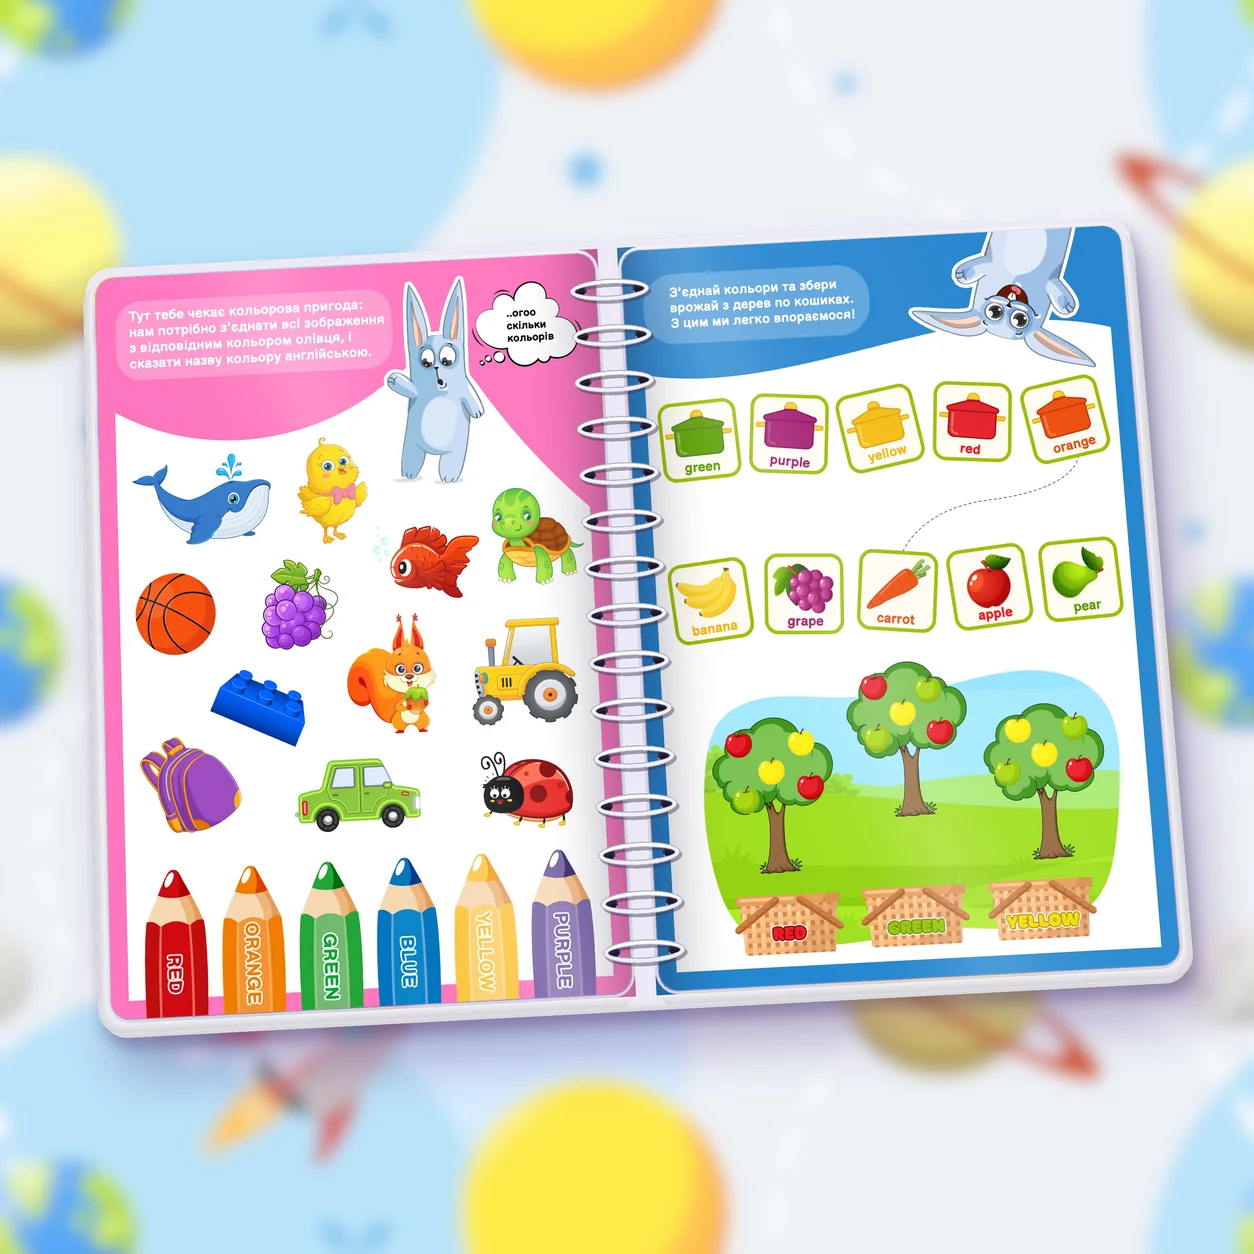 Тут тебе чекає кольорова пригода:
нам потрібно з’єднати всі зображення
з відповідним кольором олівця, і
сказати назву кольору англійською.
..огоо
скільки
кольорів
RED
ORANGE
GREEN
BLUE
YELLOW
PURPLE
З’єднай кольори та збери
врожай з дерев по кошиках.
З цим ми легко впораємося!
green
purple
yellow
red
orange
banana
grape
carrot
apple
pear
RED
GREEN
YELLOW